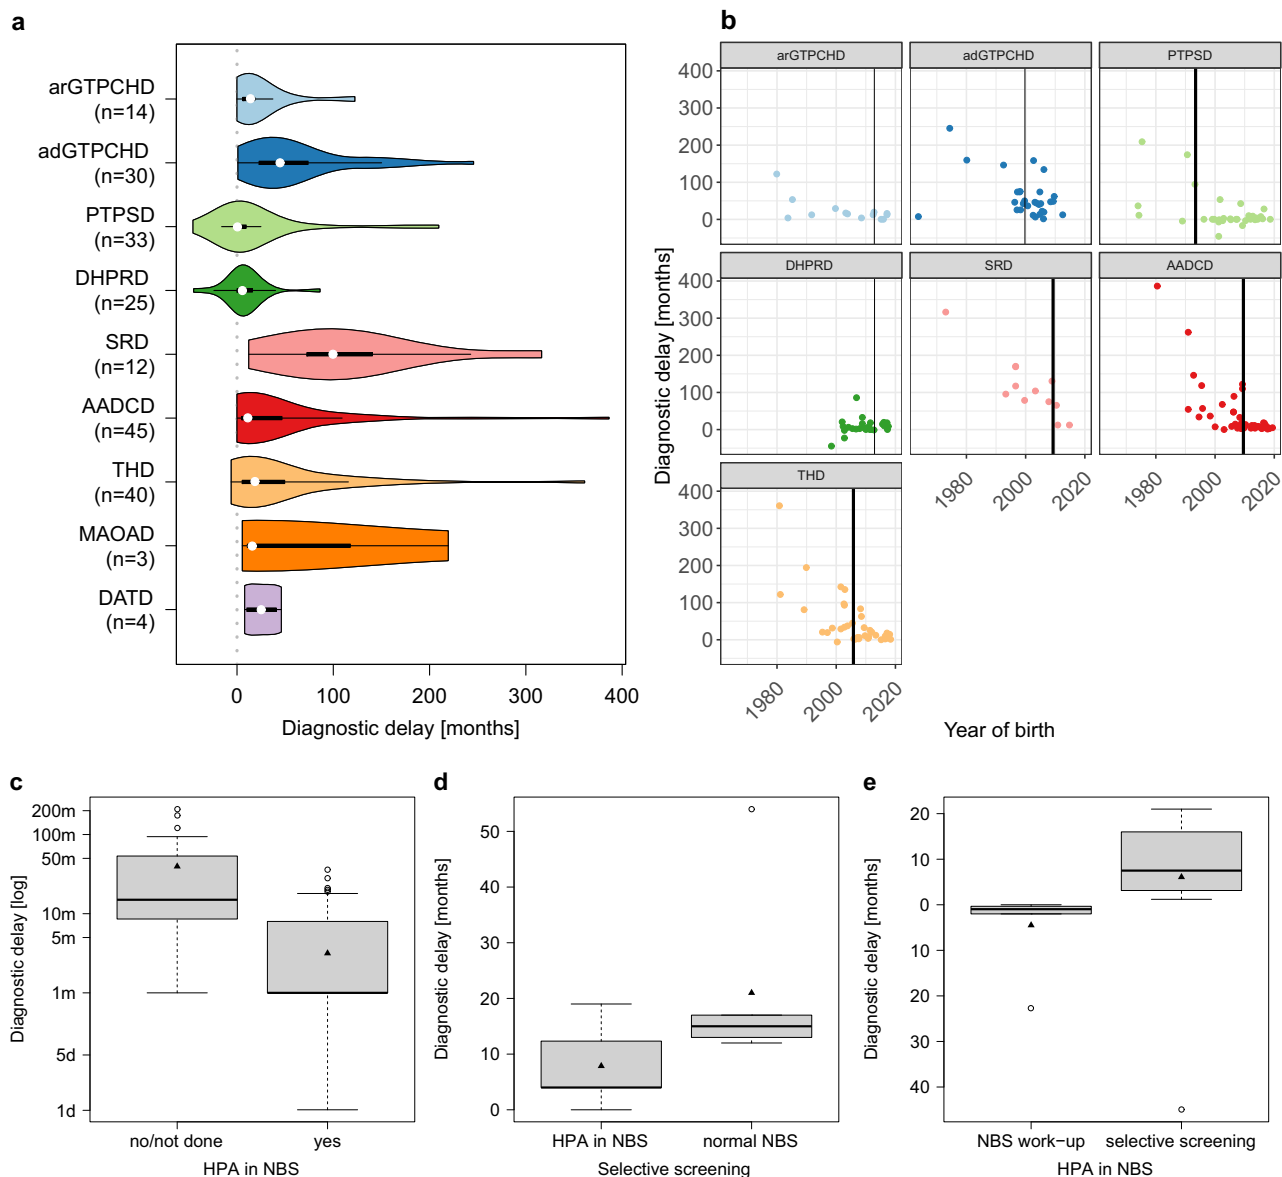 a
arGTPCHD
(n=14)
adGTPCHD
(n=30)
PTPSD
(n=33)
DHPRD
(n=25)
SRD
(n=12)
AADCD
(n=45)
THD
(n=40)
MAOAD
(n=3)
DATD
(n=4)
0 100 200 300 400
Diagnostic delay [months]
b
arGTPCHD adGTPCHD PTPSD
400
300
200
100
0
DHPRD SRD AADCD
400
300
200
100
0
1980 2000 2020 1980 2000 2020
THD
400
300
200
100
0
1980 2000 2020
Diagnostic delay [months]
Year of birth
c
200m
100m
50m
10m
5m
1m
5d
1d
Diagnostic delay [log]
no/not done yes
HPA in NBS
d
50
40
30
20
10
0
Diagnostic delay [months]
HPA in NBS normal NBS
Selective screening
e
20
10
0
10
20
30
40
Diagnostic delay [months]
NBS work−up selective screening
HPA in NBS